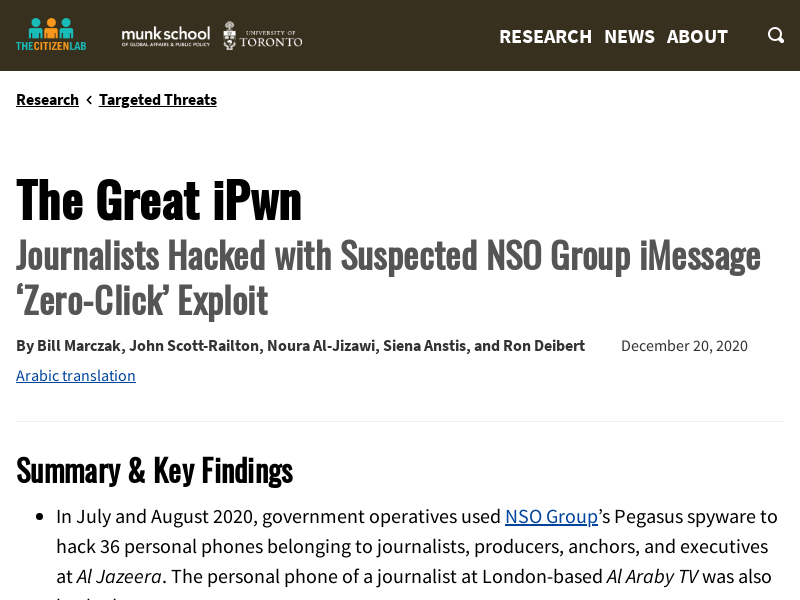 THECITIZENLAB
munk school
OF GLOBAL AFFAIRS & PUBLIC POLICY
UNIVERSITY OF
TORONTO
RESEARCH NEWS ABOUT
Research ‹ Targeted Threats
The Great iPwn
Journalists Hacked with Suspected NSO Group iMessage
‘Zero-Click’ Exploit
By Bill Marczak, John Scott-Railton, Noura Al-Jizawi, Siena Anstis, and Ron Deibert December 20, 2020
Arabic translation
Summary & Key Findings
• In July and August 2020, government operatives used NSO Group’s Pegasus spyware to
hack 36 personal phones belonging to journalists, producers, anchors, and executives
at Al Jazeera. The personal phone of a journalist at London-based Al Araby TV was also